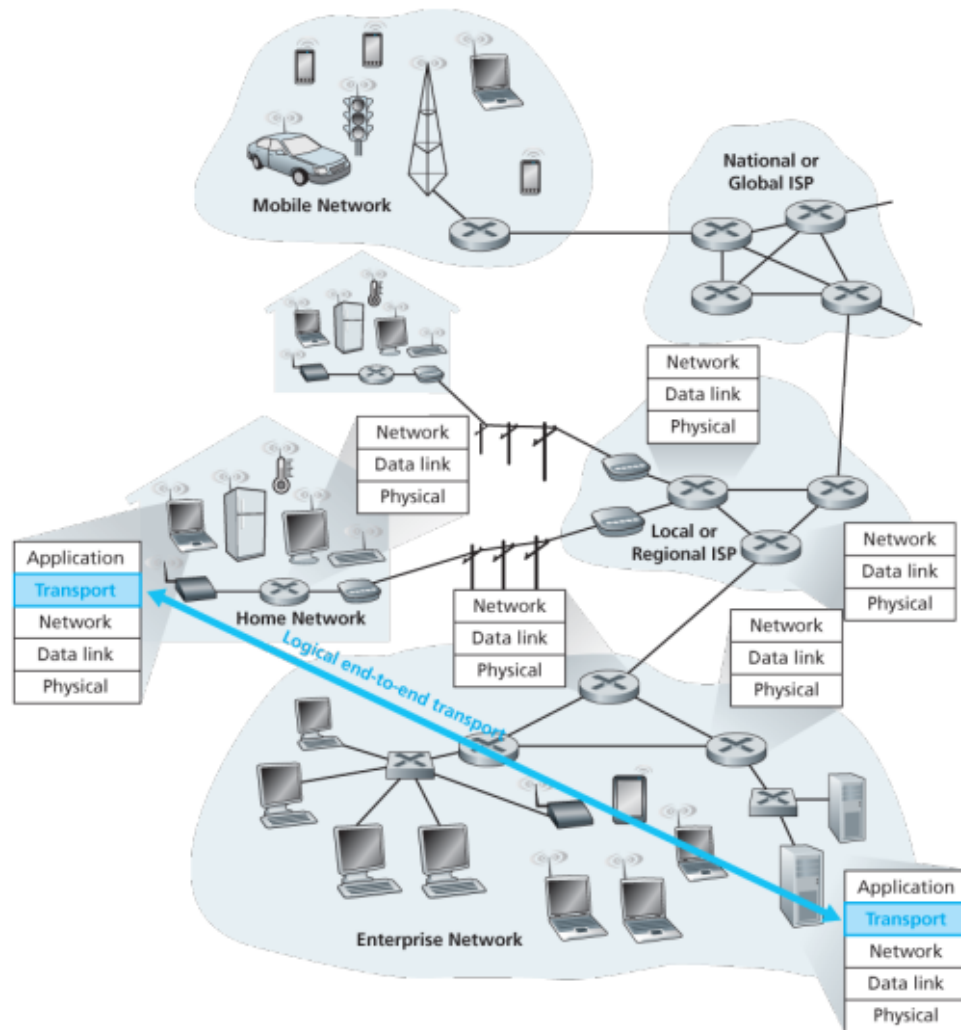 Mobile Network
National or
Global ISP
Network
Data link
Physical
Network
Data link
Physical
Local or
Regional ISP
Network
Data link
Physical
Application
Transport
Network
Data link
Physical
Home Network
Network
Data link
Physical
Network
Data link
Physical
Logical end-to-end transport
Enterprise Network
Application
Transport
Network
Data link
Physical